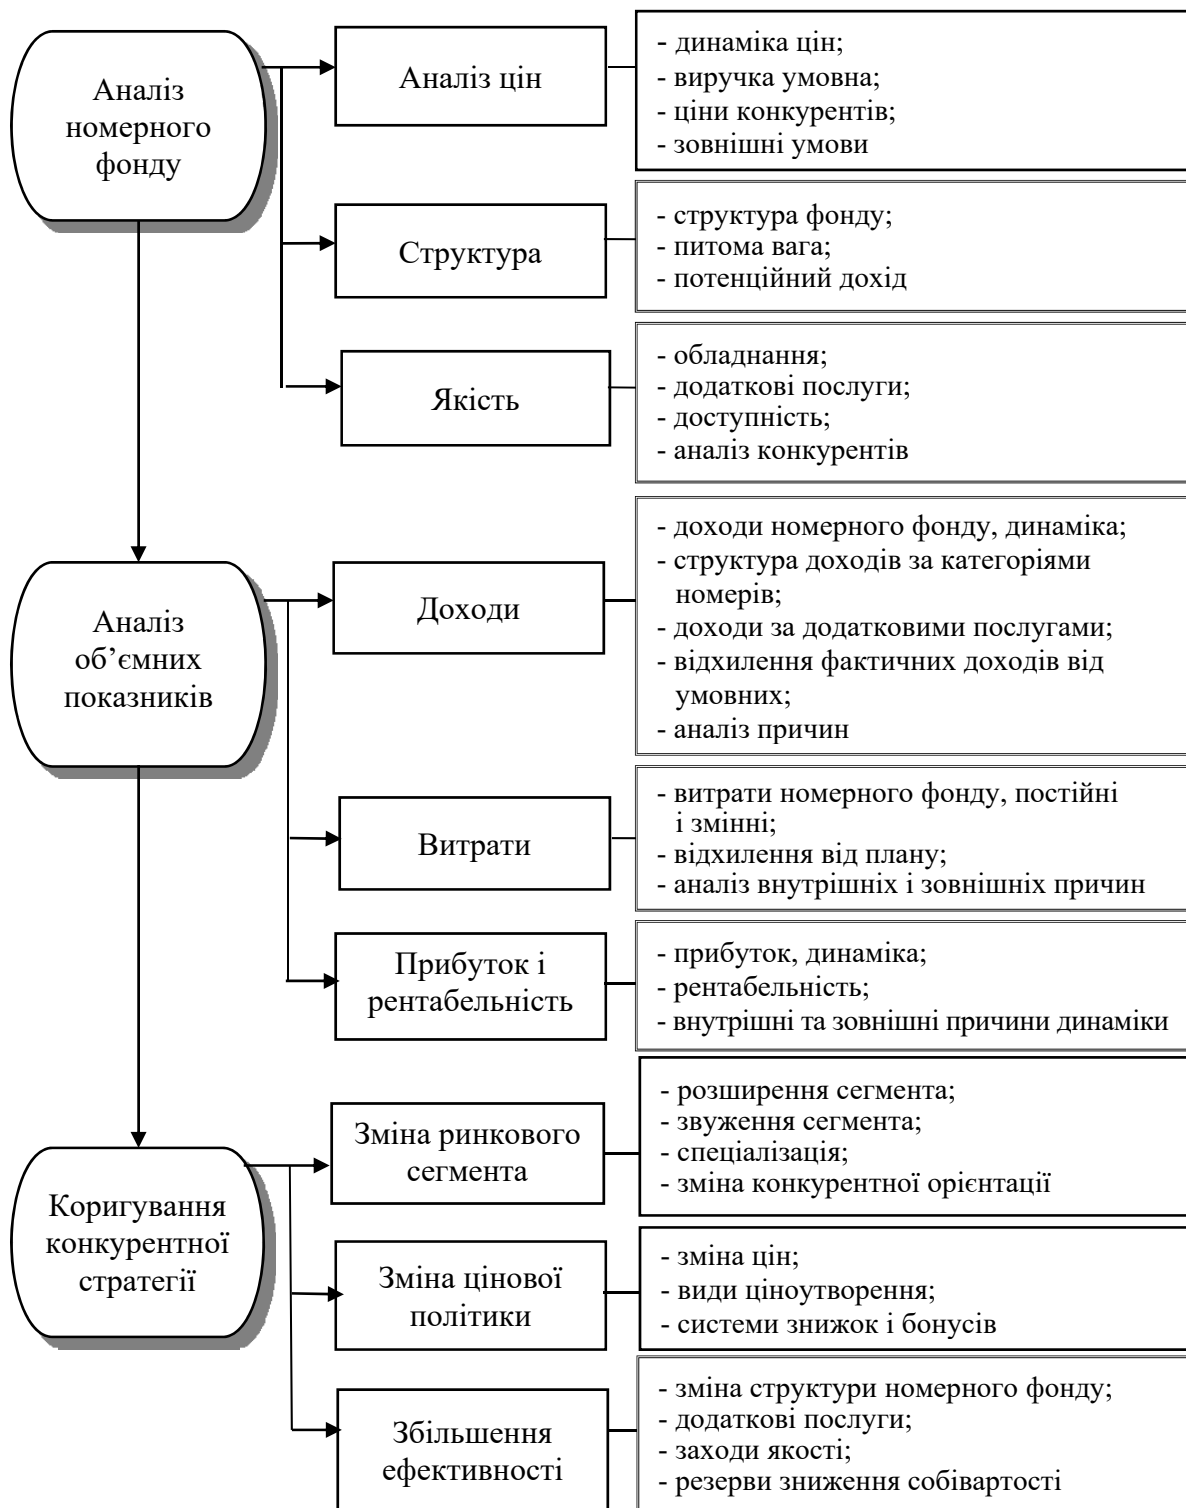 Аналіз
номерного
фонду
Аналіз цін
- динаміка цін;
- виручка умовна;
- ціни конкурентів;
- зовнішні умови
Структура
- структура фонду;
- питома вага;
- потенційний дохід
Якість
- обладнання;
- додаткові послуги;
- доступність;
- аналіз конкурентів
Аналіз
об’ємних
показників
Доходи
- доходи номерного фонду, динаміка;
- структура доходів за категоріями
номерів;
- доходи за додатковими послугами;
- відхилення фактичних доходів від
умовних;
- аналіз причин
Витрати
- витрати номерного фонду, постійні
і змінні;
- відхилення від плану;
- аналіз внутрішніх і зовнішніх причин
Прибуток і
рентабельність
- прибуток, динаміка;
- рентабельність;
- внутрішні та зовнішні причини динаміки
Коригування
конкурентної
стратегії
Зміна ринкового
сегмента
- розширення сегмента;
- звуження сегмента;
- спеціалізація;
- зміна конкурентної орієнтації
Зміна цінової
політики
- зміна цін;
- види ціноутворення;
- системи знижок і бонусів
Збільшення
ефективності
- зміна структури номерного фонду;
- додаткові послуги;
- заходи якості;
- резерви зниження собівартості